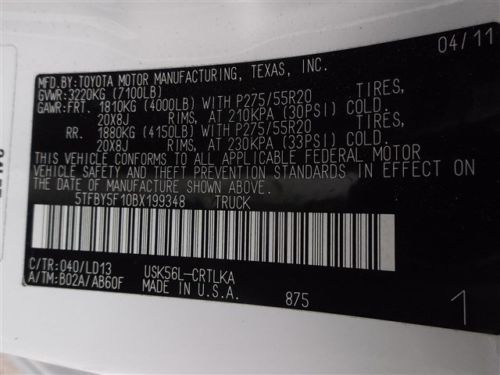 04/11
MFD.BY:TOYOTA MOTOR MANUFACTURING, TEXAS, INC.
GVWR:3220KG (7100LB)
GAWR:FRT. 1810KG (4000LB) WITH P275/55R20 TIRES,
20X8J RIMS, AT 210KPA (30PSI) COLD
RR. 1880KG (4150LB) WITH P275/55R20 TIRES,
20X8J RIMS, AT 230KPA (33PSI) COLD
THIS VEHICLE CONFORMS TO ALL APPLICABLE FEDERAL MOTOR
VEHICLE SAFETY AND THEFT PREVENTION STANDARDS IN EFFECT ON
THE DATE OF MANUFACTURE SHOWN ABOVE.
5TFBY5F10BX199348 TRUCK
C/TR:040/LD13 USK56L-CRTLKA
A/TM:B02A/AB60F MADE IN U.S.A. 875 1